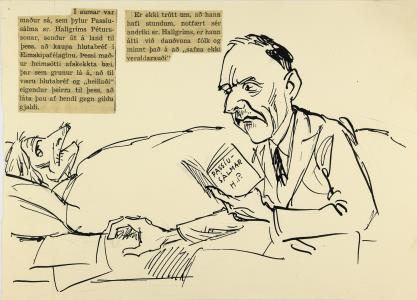 Í sumar var
maður sá, sem þylur Passíu-
sálma sr. Hallgríms Péturs-
sonar, sendur út á land til
þess, að kaupa hlutabréf í
Eimskipafélaginu. Þessi mað-
ur heimsótti afskekkta bæi,
þar sem grunur lá á, að til
væru hlutabréf og „heillaði“
eigendur þeirra til þess, að
láta þau af hendi gegn gildu
gjaldi.
Er ekki trútt um, að hann
hafi stundum, notfært sér
andríki sr. Hallgríms, er hann
átti við dauðvona fólk og
minnt það á að „safna ekki
veraldarauði“
PASSÍU-
SÁLMAR
H.P.